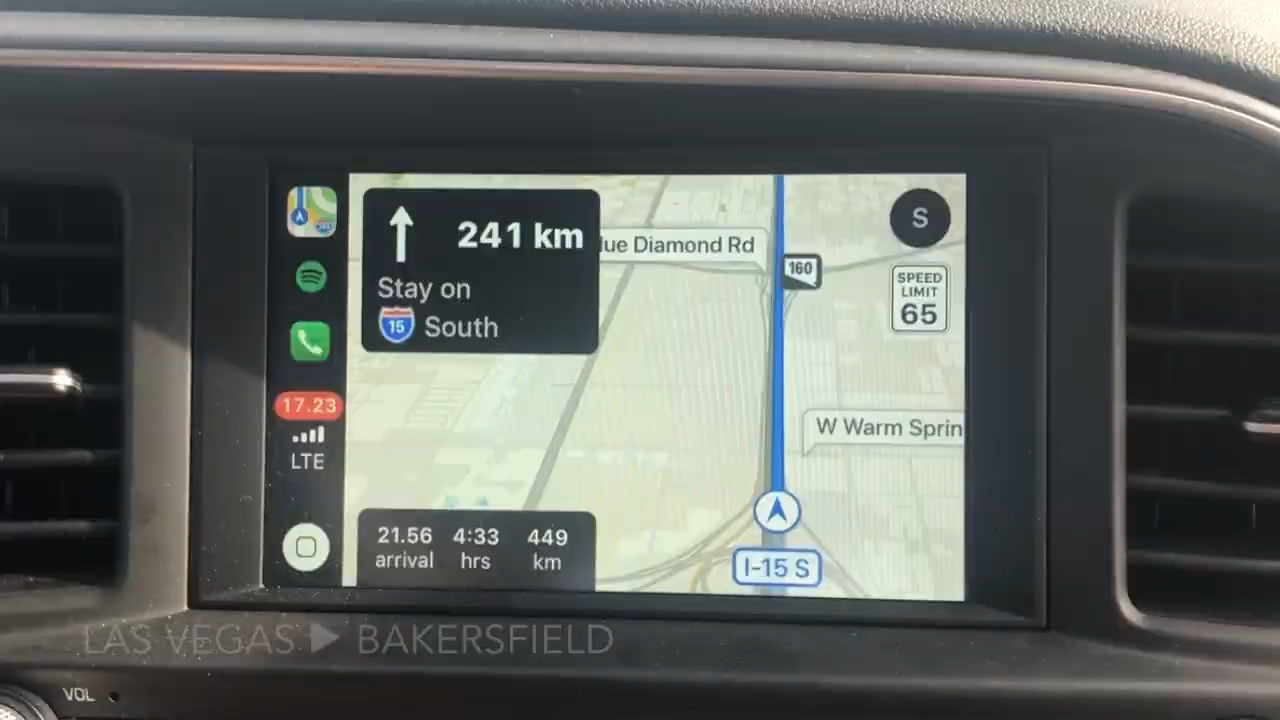 241 km
Stay on
15 South
lue Diamond Rd
160
S
SPEED
LIMIT
65
17.23
LTE
W Warm Sprin
21.56 4:33 449
arrival hrs km
I-15 S
LAS VEGAS ▶ BAKERSFIELD
VOL